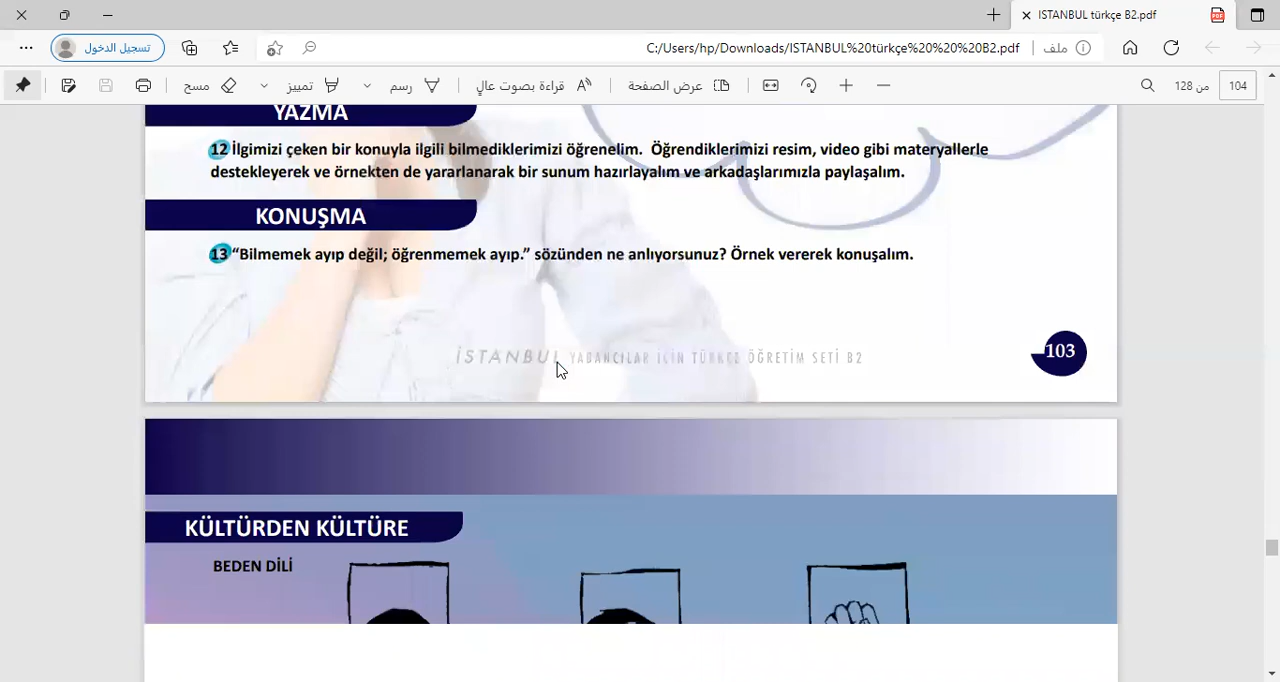 ISTANBUL türkçe B2.pdf
تسجيل الدخول
C:/Users/hp/Downloads/ISTANBUL%20türkçe%20%20%20B2.pdf
ملف
مسح
تمييز
رسم
قراءة بصوت عالٍ
عرض الصفحة
من 128
104
YAZMA
12 İlgimizi çeken bir konuyla ilgili bilmediklerimizi öğrenelim. Öğrendiklerimizi resim, video gibi materyallerle
destekleyerek ve örnekten de yararlanarak bir sunum hazırlayalım ve arkadaşlarımızla paylaşalım.
KONUŞMA
13 “Bilmemek ayıp değil; öğrenmemek ayıp.” sözünden ne anlıyorsunuz? Örnek vererek konuşalım.
İSTANBUL YABANCILAR İÇİN TÜRKÇE ÖĞRETİM SETİ B2
103
KÜLTÜRDEN KÜLTÜRE
BEDEN DİLİ